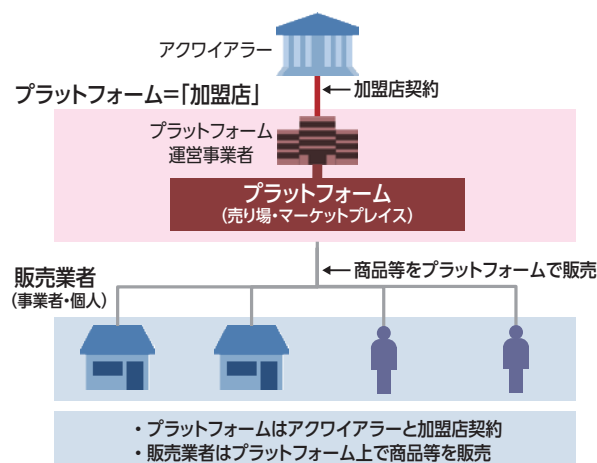 アクワイアラー
プラットフォーム=「加盟店」
←加盟店契約
プラットフォーム
運営事業者
プラットフォーム
(売り場・マーケットプレイス)
販売業者
(事業者・個人)
←商品等をプラットフォームで販売
・プラットフォームはアクワイアラーと加盟店契約
・販売業者はプラットフォーム上で商品等を販売